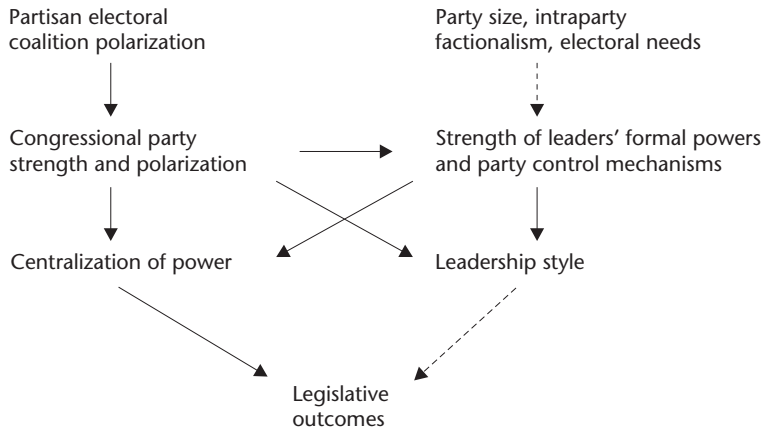 Partisan electoral
coalition polarization
Party size, intraparty
factionalism, electoral needs
Congressional party
strength and polarization
Strength of leaders’ formal powers
and party control mechanisms
Centralization of power
Leadership style
Legislative
outcomes